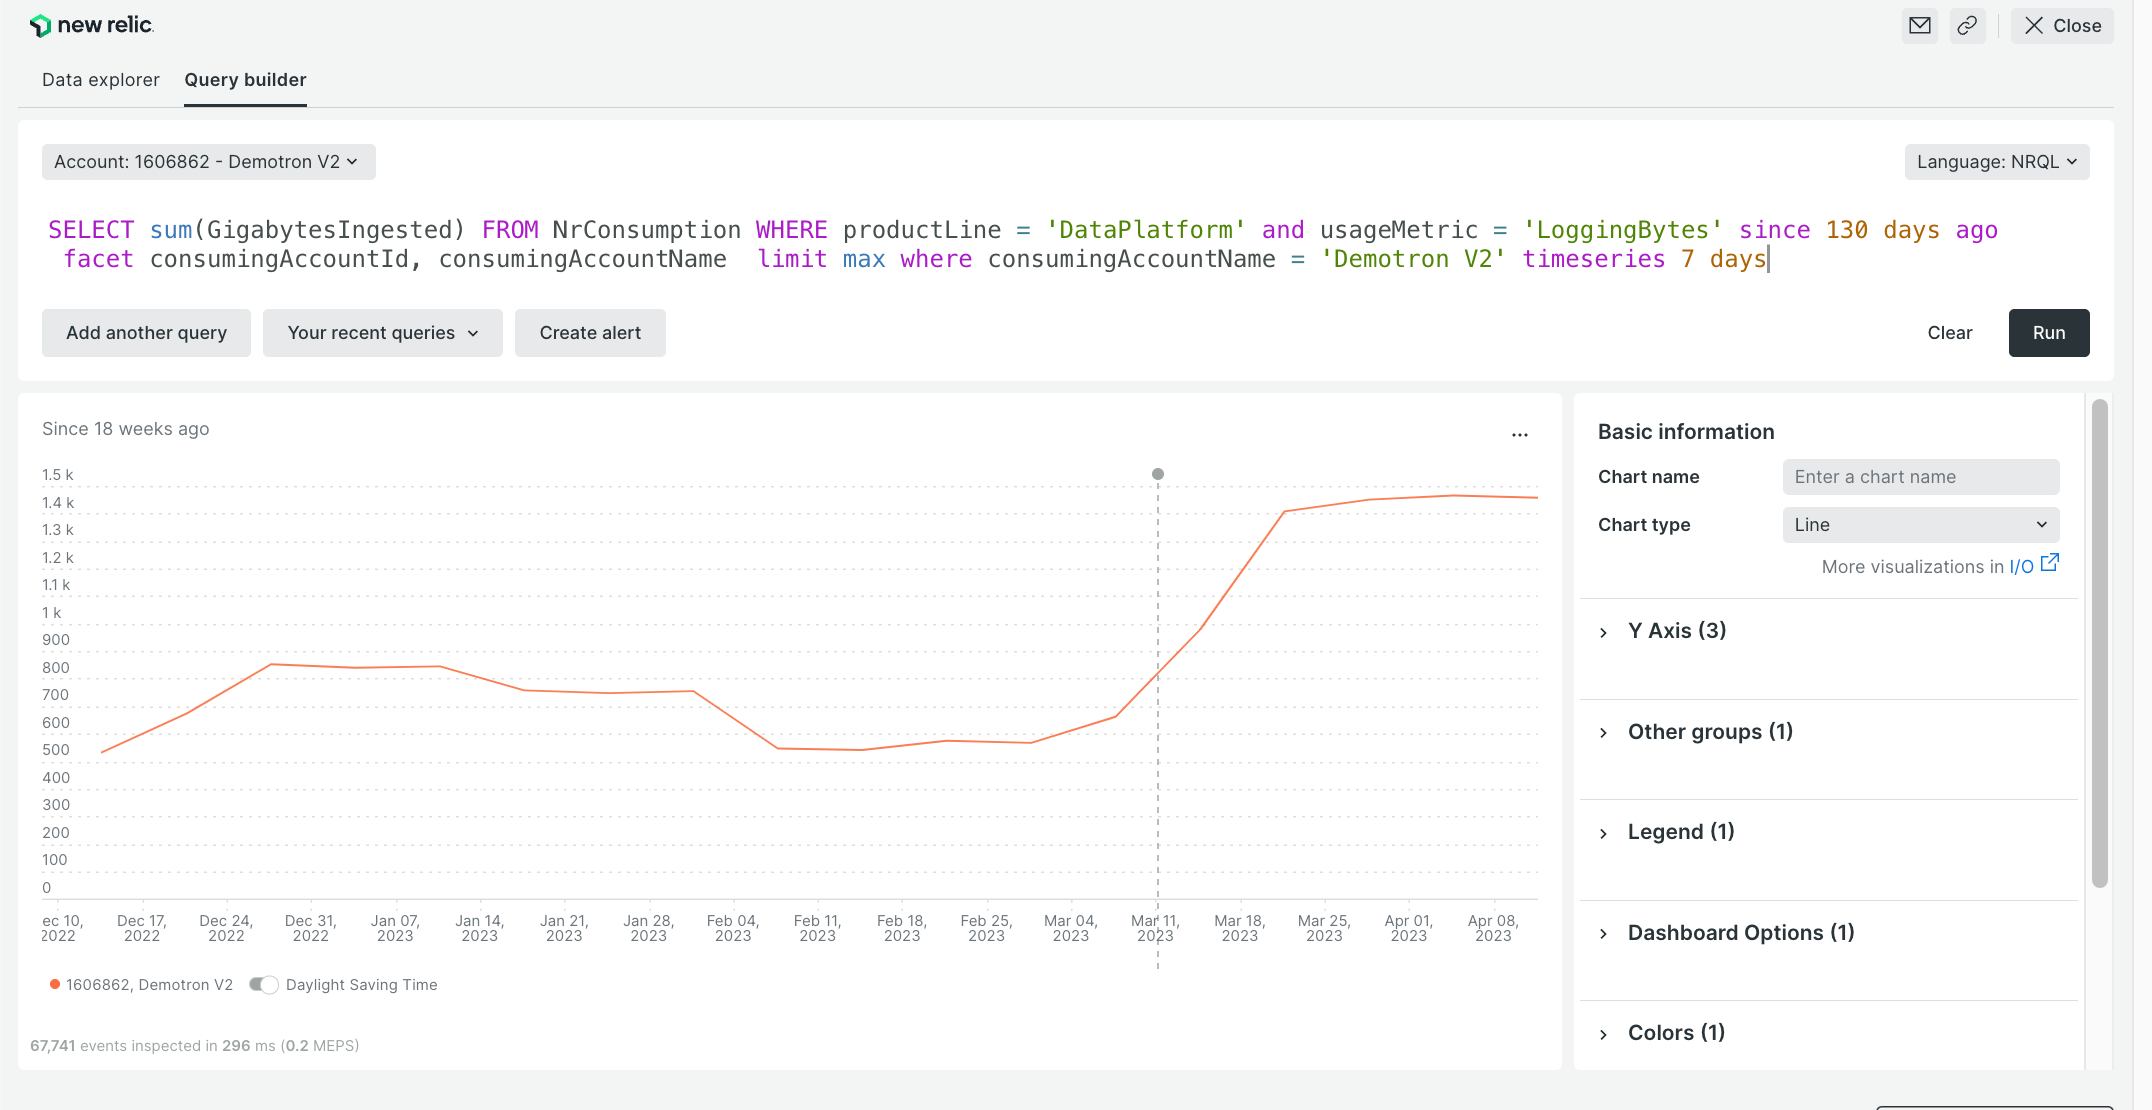 new relic
Close
Data explorer
Query builder
Account: 1606862 - Demotron V2
Language: NRQL
SELECT sum(GigabytesIngested) FROM NrConsumption WHERE productLine = 'DataPlatform' and usageMetric = 'LoggingBytes' since 130 days ago
facet consumingAccountId, consumingAccountName  limit max where consumingAccountName = 'Demotron V2' timeseries 7 days
Add another query
Your recent queries
Create alert
Clear
Run
Since 18 weeks ago
...
1.5 k
1.4 k
1.3 k
1.2 k
1.1 k
1 k
900
800
700
600
500
400
300
200
100
0
ec 10,
2022
Dec 17,
2022
Dec 24,
2022
Dec 31,
2022
Jan 07,
2023
Jan 14,
2023
Jan 21,
2023
Jan 28,
2023
Feb 04,
2023
Feb 11,
2023
Feb 18,
2023
Feb 25,
2023
Mar 04,
2023
Mar 11,
2023
Mar 18,
2023
Mar 25,
2023
Apr 01,
2023
Apr 08,
2023
1606862, Demotron V2
Daylight Saving Time
67,741 events inspected in 296 ms (0.2 MEPS)
Basic information
Chart name
Enter a chart name
Chart type
Line
More visualizations in I/O
Y Axis (3)
Other groups (1)
Legend (1)
Dashboard Options (1)
Colors (1)